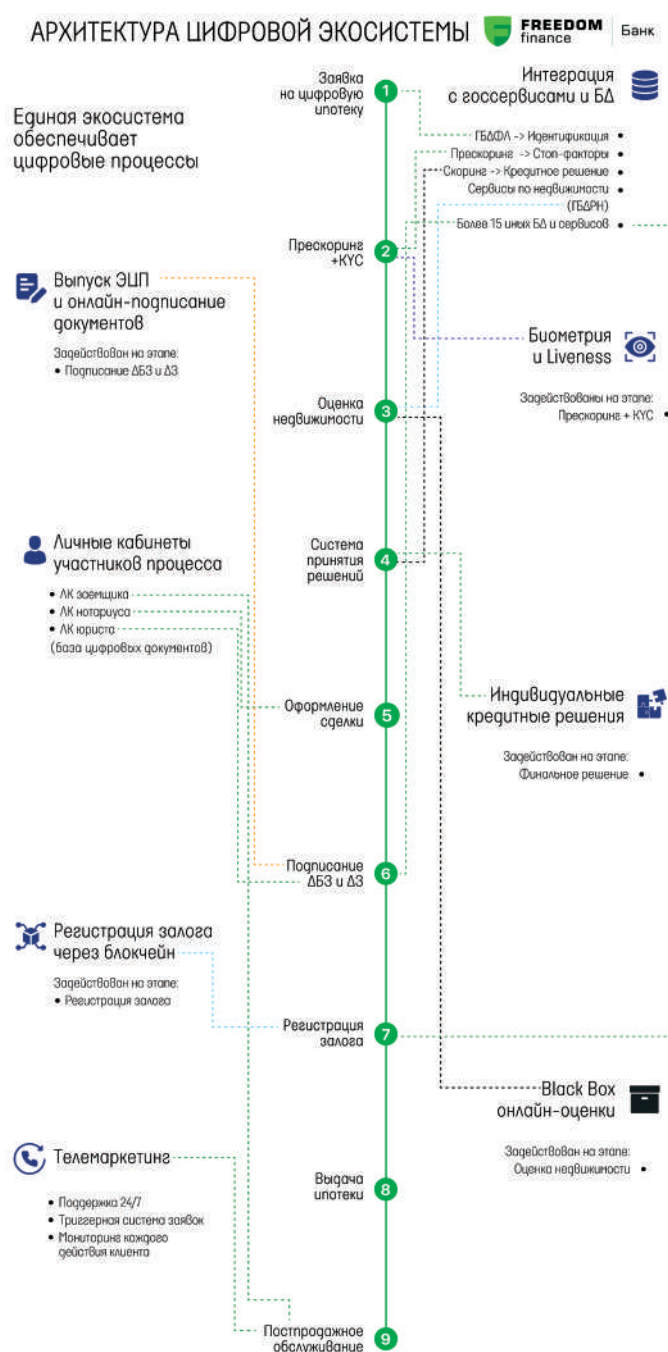 АРХИТЕКТУРА ЦИФРОВОЙ ЭКОСИСТЕМЫ
FREEDOM
finance
Банк
Единая экосистема
обеспечивает
цифровые процессы
Заявка
на цифровую
ипотеку
1
Интеграция
с госсервисами и БД
ГБДФЛ -> Идентификация •
Прескоринг -> Стоп-факторы •
Скоринг -> Кредитное решение •
Сервисы по недвижимости •
(ГБДРН)
Более 15 иных БД и сервисов •
Прескоринг
+KYC
2
Выпуск ЭЦП
и онлайн-подписание
документов
Задействован на этапе:
• Подписание ДБЗ и ДЗ
Биометрия
и Liveness
Задействованы на этапе:
Прескоринг + KYC •
Оценка
недвижимости
3
Личные кабинеты
участников процесса
• ЛК заемщика
• ЛК нотариуса
• ЛК юриста
(база цифровых документов)
Система
принятия
решений
4
Индивидуальные
кредитные решения
Задействован на этапе:
Финальное решение •
Оформление
сделки
5
Подписание
ДБЗ и ДЗ
6
Регистрация залога
через блокчейн
Задействован на этапе:
• Регистрация залога
Регистрация
залога
7
Black Box
онлайн-оценки
Задействован на этапе:
Оценка недвижимости •
Телемаркетинг
• Поддержка 24/7
• Триггерная система заявок
• Мониторинг каждого
действия клиента
Выдача
ипотеки
8
Постпродажное
обслуживание
9